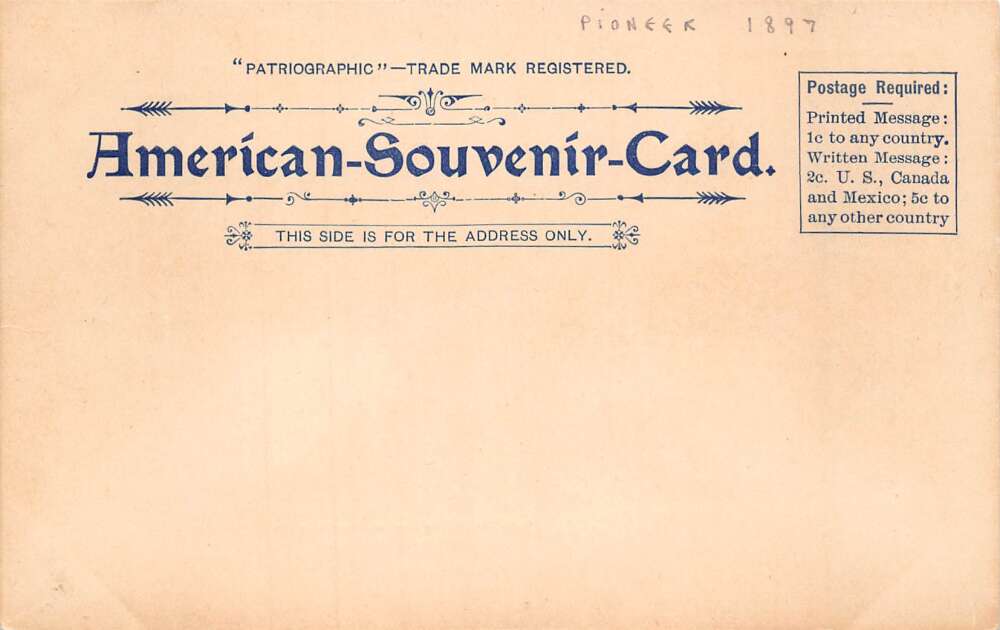 PIONEER 1897
“PATRIOGRAPHIC”—TRADE MARK REGISTERED.
American-Souvenir-Card.
THIS SIDE IS FOR THE ADDRESS ONLY.
Postage Required:
Printed Message:
1c to any country.
Written Message:
2c. U. S., Canada
and Mexico; 5c to
any other country